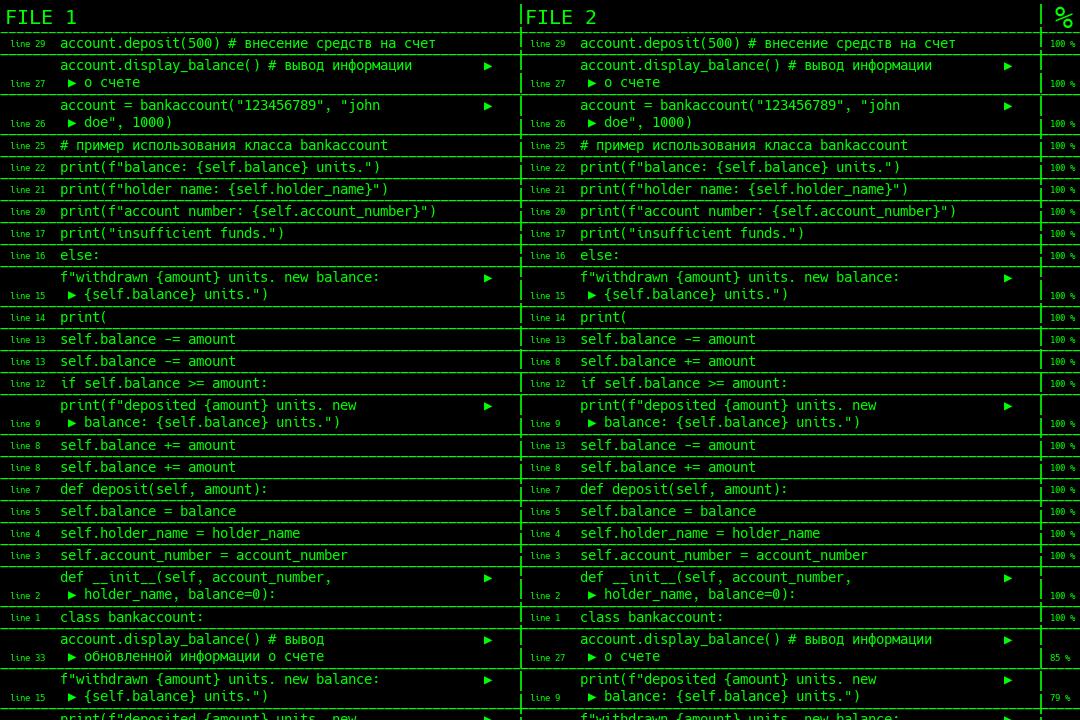 FILE 1 FILE 2 %
line 29 account.deposit(500) # внесение средств на счет line 29 account.deposit(500) # внесение средств на счет 100 %
account.display_balance() # вывод информации ▶ account.display_balance() # вывод информации ▶
line 27 ▶ о счете line 27 ▶ о счете 100 %
account = bankaccount("123456789", "john ▶ account = bankaccount("123456789", "john ▶
line 26 ▶ doe", 1000) line 26 ▶ doe", 1000) 100 %
line 25 # пример использования класса bankaccount line 25 # пример использования класса bankaccount 100 %
line 22 print(f"balance: {self.balance} units.") line 22 print(f"balance: {self.balance} units.") 100 %
line 21 print(f"holder name: {self.holder_name}") line 21 print(f"holder name: {self.holder_name}") 100 %
line 20 print(f"account number: {self.account_number}") line 20 print(f"account number: {self.account_number}") 100 %
line 17 print("insufficient funds.") line 17 print("insufficient funds.") 100 %
line 16 else: line 16 else: 100 %
f"withdrawn {amount} units. new balance: ▶ f"withdrawn {amount} units. new balance: ▶
line 15 ▶ {self.balance} units.") line 15 ▶ {self.balance} units.") 100 %
line 14 print( line 14 print( 100 %
line 13 self.balance -= amount line 13 self.balance -= amount 100 %
line 13 self.balance -= amount line 8 self.balance += amount 100 %
line 12 if self.balance >= amount: line 12 if self.balance >= amount: 100 %
print(f"deposited {amount} units. new ▶ print(f"deposited {amount} units. new ▶
line 9 ▶ balance: {self.balance} units.") line 9 ▶ balance: {self.balance} units.") 100 %
line 8 self.balance += amount line 13 self.balance -= amount 100 %
line 8 self.balance += amount line 8 self.balance += amount 100 %
line 7 def deposit(self, amount): line 7 def deposit(self, amount): 100 %
line 5 self.balance = balance line 5 self.balance = balance 100 %
line 4 self.holder_name = holder_name line 4 self.holder_name = holder_name 100 %
line 3 self.account_number = account_number line 3 self.account_number = account_number 100 %
def __init__(self, account_number, ▶ def __init__(self, account_number, ▶
line 2 ▶ holder_name, balance=0): line 2 ▶ holder_name, balance=0): 100 %
line 1 class bankaccount: line 1 class bankaccount: 100 %
account.display_balance() # вывод ▶ account.display_balance() # вывод информации ▶
line 33 ▶ обновленной информации о счете line 27 ▶ о счете 85 %
f"withdrawn {amount} units. new balance: ▶ print(f"deposited {amount} units. new ▶
line 15 ▶ {self.balance} units.") line 9 ▶ balance: {self.balance} units.") 79 %
print(f"deposited {amount} units. new ▶ f"withdrawn {amount} units. new balance: ▶